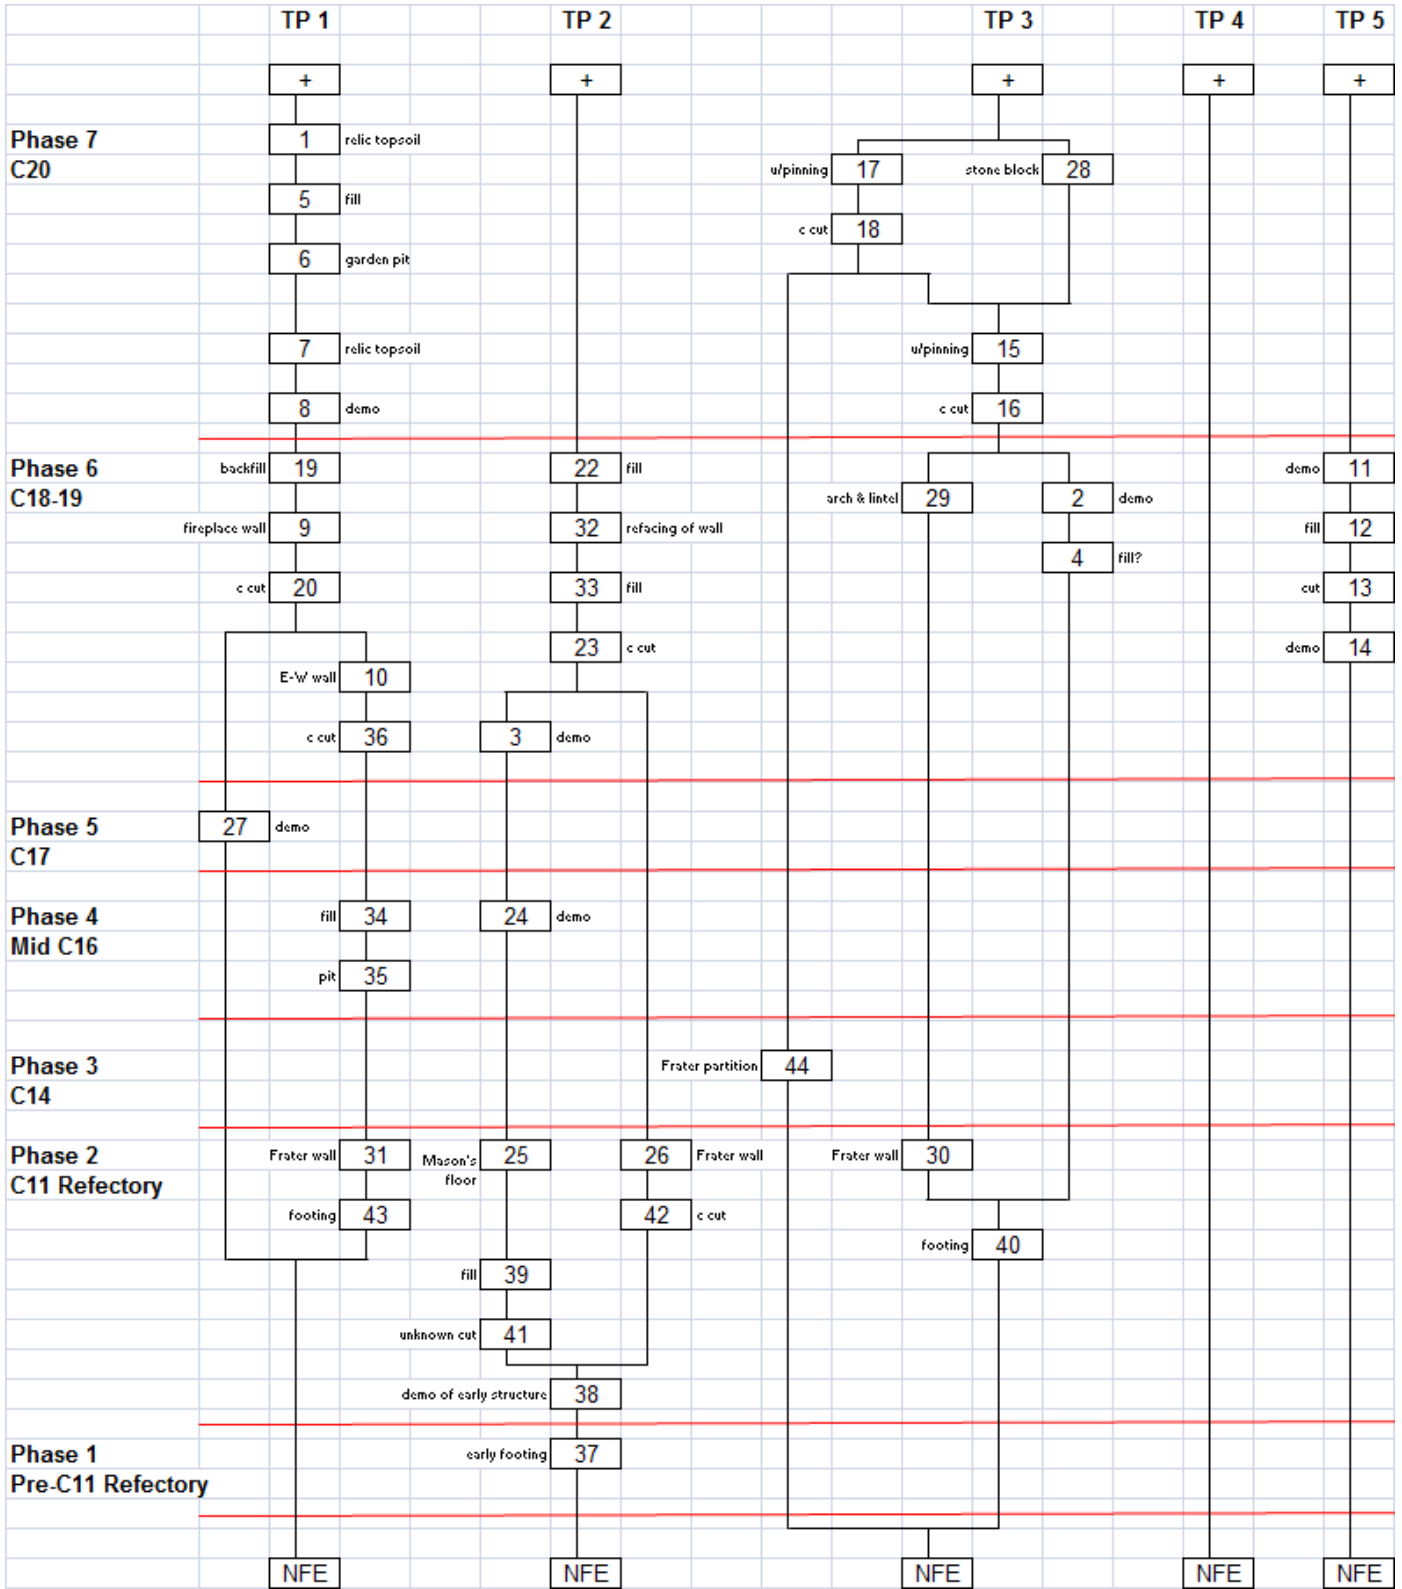 TP 1 TP 2 TP 3 TP 4 TP 5
+ + + + +
Phase 7 1 relic topsoil
C20 u/pinning 17 stone block 28
5 fill
c cut 18
6 garden pit
7 relic topsoil u/pinning 15
8 demo c cut 16
Phase 6 backfill 19 22 fill demo 11
C18-19 arch & lintel 29 2 demo
fireplace wall 9 32 refacing of wall fill 12
4 fill?
c cut 20 33 fill cut 13
23 c cut demo 14
E-W wall 10
c cut 36 3 demo
Phase 5 27 demo
C17
Phase 4 fill 34 24 demo
Mid C16
pit 35
Phase 3 Frater partition 44
C14
Phase 2 Frater wall 31 Mason's 25 26 Frater wall Frater wall 30
C11 Refectory floor
footing 43 42 c cut
footing 40
fill 39
unknown cut 41
demo of early structure 38
Phase 1 early footing 37
Pre-C11 Refectory
NFE NFE NFE NFE NFE